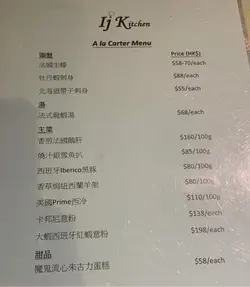 Ij Kitchen
A la Carter Menu
頭盤 Price (HK$)
法國生蠔 $58-70/each
牡丹蝦刺身 $88/each
北海道帶子刺身 $55/each
湯
法式龍蝦湯 $68/each
主菜
香煎法國鵝肝 $160/100g
燒汁銀雪魚扒 $85/100g
西班牙Iberico黑豚 $80/100g
香草焗紐西蘭羊架 $80/100g
美國Prime西冷 $110/100g
卡邦尼意粉 $138/each
大蝦西班牙紅蝦意粉 $198/each
甜品
魔鬼流心朱古力蛋糕 $58/each